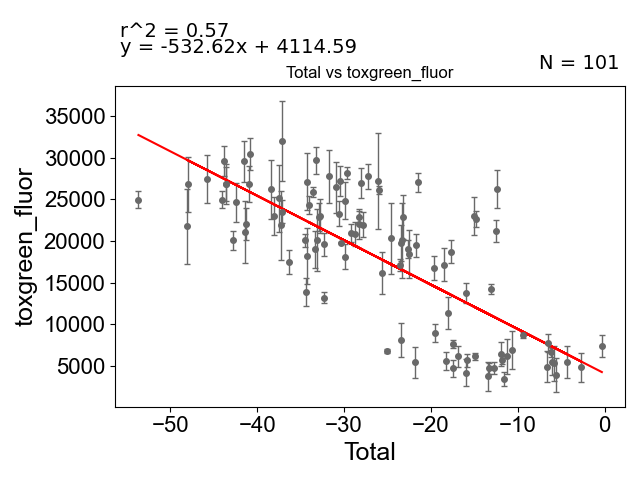 r^2 = 0.57
y = -532.62x + 4114.59
N = 101
Total vs toxgreen_fluor
35000
30000
25000
20000
15000
10000
5000
toxgreen_fluor
−50
−40
−30
−20
−10
0
Total